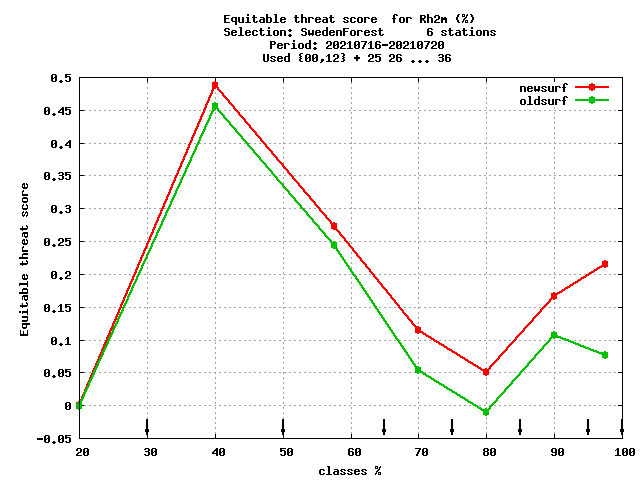 Equitable threat score  for Rh2m (%)
Selection: SwedenForest      6 stations
Period: 20210716-20210720
Used {00,12} + 25 26 ... 36
newsurf
oldsurf
0.5
0.45
0.4
0.35
0.3
0.25
0.2
0.15
0.1
0.05
0
-0.05
Equitable threat score
20 30 40 50 60 70 80 90 100
classes %